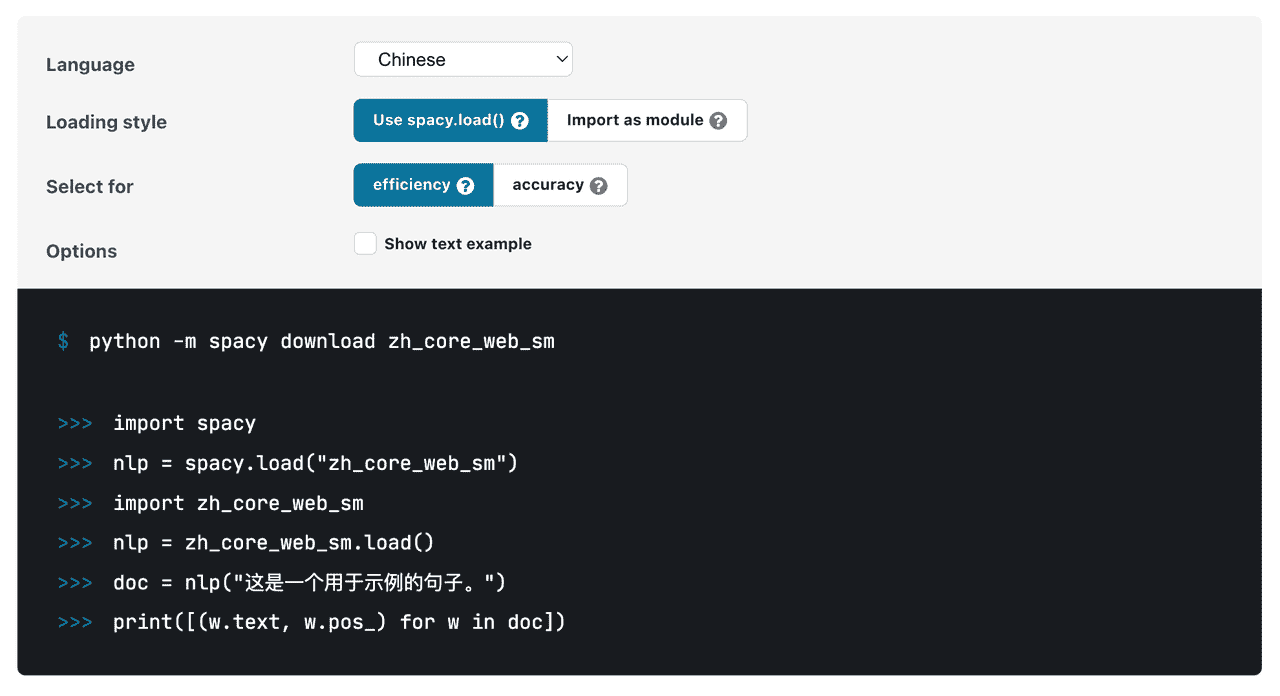 Language Chinese
Loading style Use spacy.load() ? Import as module ?
Select for efficiency ? accuracy ?
Options Show text example
$ python -m spacy download zh_core_web_sm
>>> import spacy
>>> nlp = spacy.load("zh_core_web_sm")
>>> import zh_core_web_sm
>>> nlp = zh_core_web_sm.load()
>>> doc = nlp("这是一个用于示例的句子。")
>>> print([(w.text, w.pos_) for w in doc])